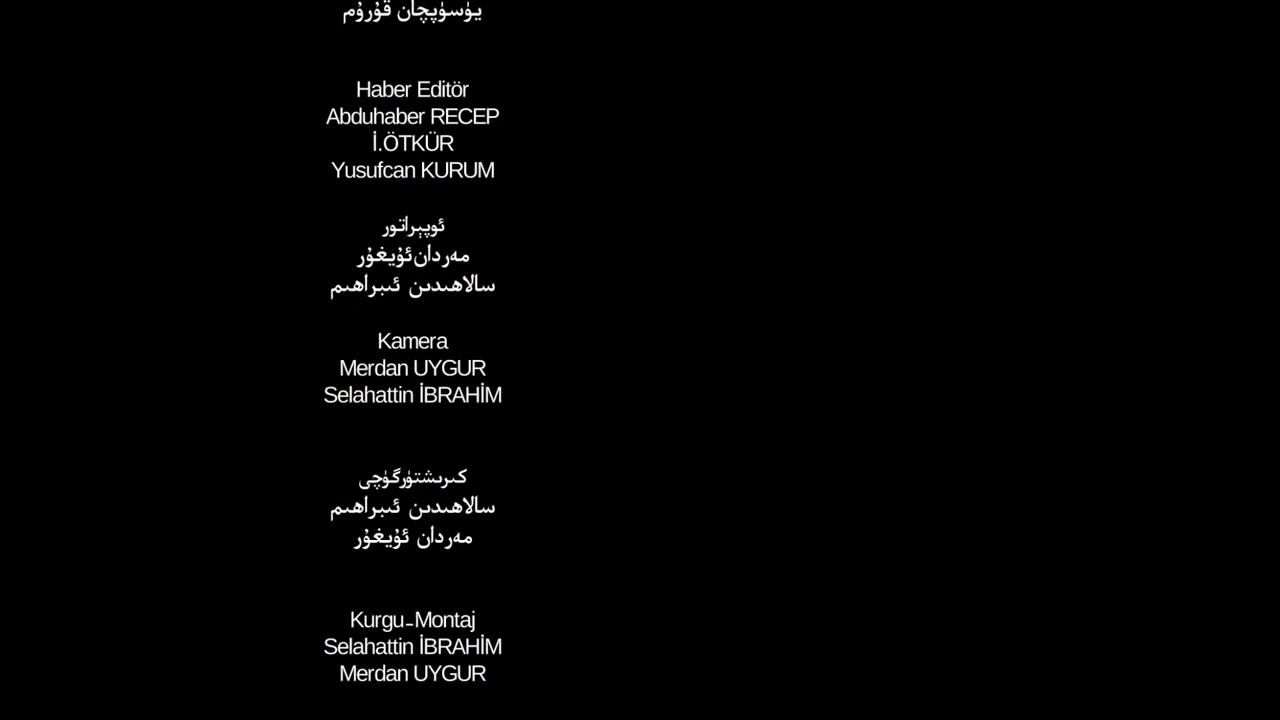 يۈسۈپچان قۇرۇم
Haber Editör
Abduhaber RECEP
İ.ÖTKÜR
Yusufcan KURUM
ئوپېراتور
مەردان ئۇيغۇر
سالاھىدىن ئىبراھىم
Kamera
Merdan UYGUR
Selahattin İBRAHİM
كىرىشتۈرگۈچى
سالاھىدىن ئىبراھىم
مەردان ئۇيغۇر
Kurgu-Montaj
Selahattin İBRAHİM
Merdan UYGUR